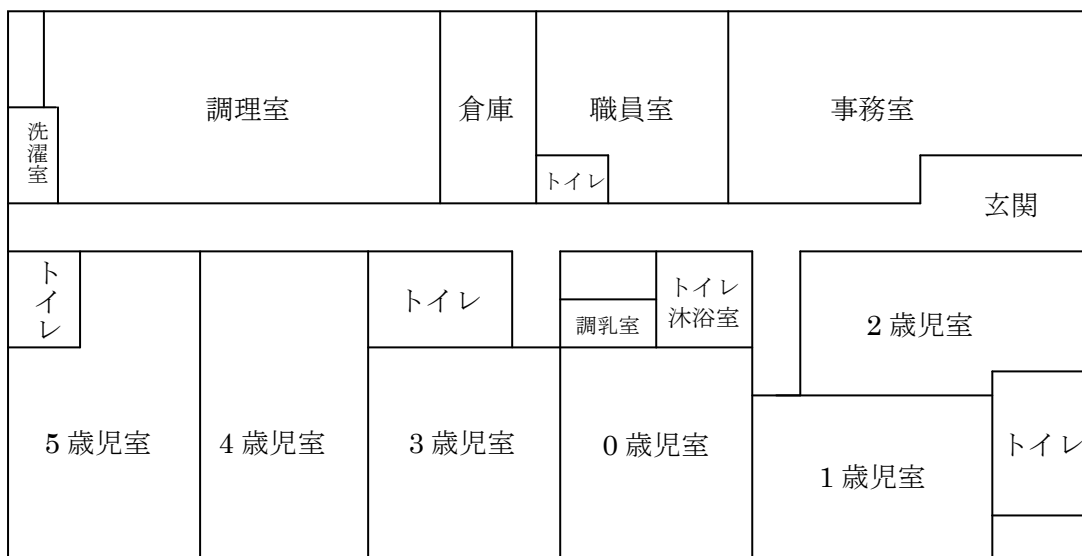 調理室
倉庫
職員室
事務室
洗濯室
トイレ
玄関
トイレ
トイレ
トイレ
沐浴室
調乳室
2 歳児室
5 歳児室
4 歳児室
3 歳児室
0 歳児室
1 歳児室
トイレ